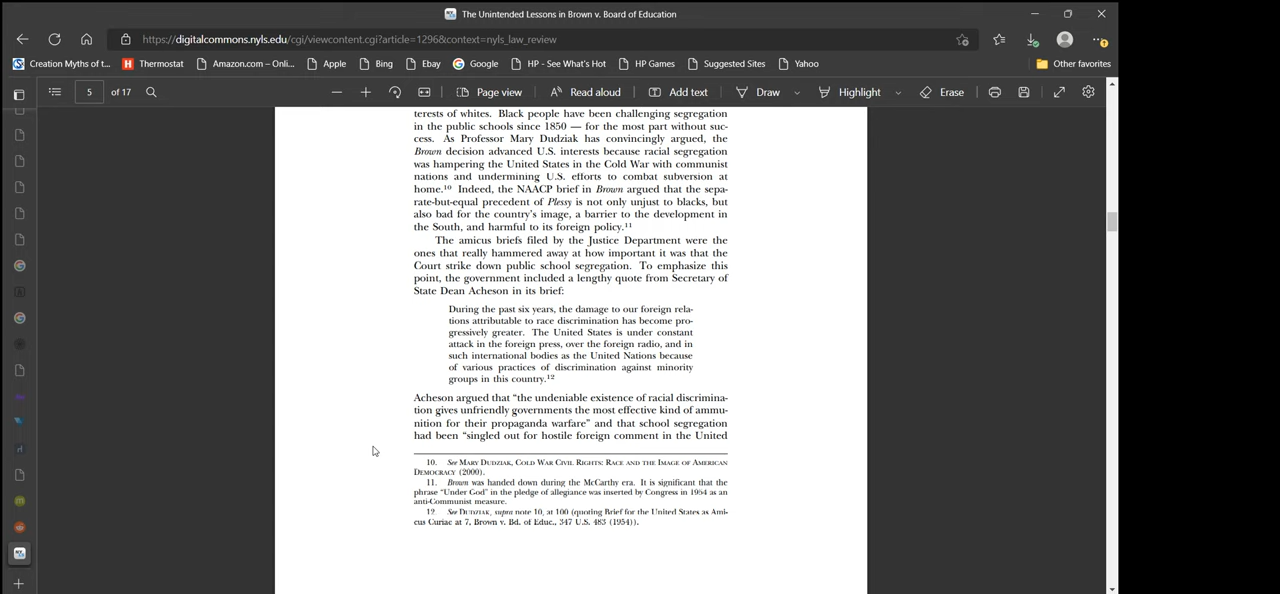 The Unintended Lessons in Brown v. Board of Education
https://digitalcommons.nyls.edu/cgi/viewcontent.cgi?article=1296&context=nyls_law_review
Creation Myths of t... Thermostat Amazon.com – Onli... Apple Bing Ebay Google HP - See What's Hot HP Games Suggested Sites Yahoo Other favorites
5 of 17 Page view Read aloud Add text Draw Highlight Erase
terests of whites. Black people have been challenging segregation
in the public schools since 1850 — for the most part without suc-
cess. As Professor Mary Dudziak has convincingly argued, the
Brown decision advanced U.S. interests because racial segregation
was hampering the United States in the Cold War with communist
nations and undermining U.S. efforts to combat subversion at
home.10 Indeed, the NAACP brief in Brown argued that the sepa-
rate-but-equal precedent of Plessy is not only unjust to blacks, but
also bad for the country's image, a barrier to the development in
the South, and harmful to its foreign policy.11
The amicus briefs filed by the Justice Department were the
ones that really hammered away at how important it was that the
Court strike down public school segregation. To emphasize this
point, the government included a lengthy quote from Secretary of
State Dean Acheson in its brief:
During the past six years, the damage to our foreign rela-
tions attributable to race discrimination has become pro-
gressively greater. The United States is under constant
attack in the foreign press, over the foreign radio, and in
such international bodies as the United Nations because
of various practices of discrimination against minority
groups in this country.12
Acheson argued that "the undeniable existence of racial discrimina-
tion gives unfriendly governments the most effective kind of ammu-
nition for their propaganda warfare" and that school segregation
had been "singled out for hostile foreign comment in the United
10. See MARY DUDZIAK, COLD WAR CIVIL RIGHTS: RACE AND THE IMAGE OF AMERICAN
DEMOCRACY (2000).
11. Brown was handed down during the McCarthy era. It is significant that the
phrase "Under God" in the pledge of allegiance was inserted by Congress in 1954 as an
anti-Communist measure.
12. See DUDZIAK, supra note 10, at 100 (quoting Brief for the United States as Ami-
cus Curiae at 7, Brown v. Bd. of Educ., 347 U.S. 483 (1954)).